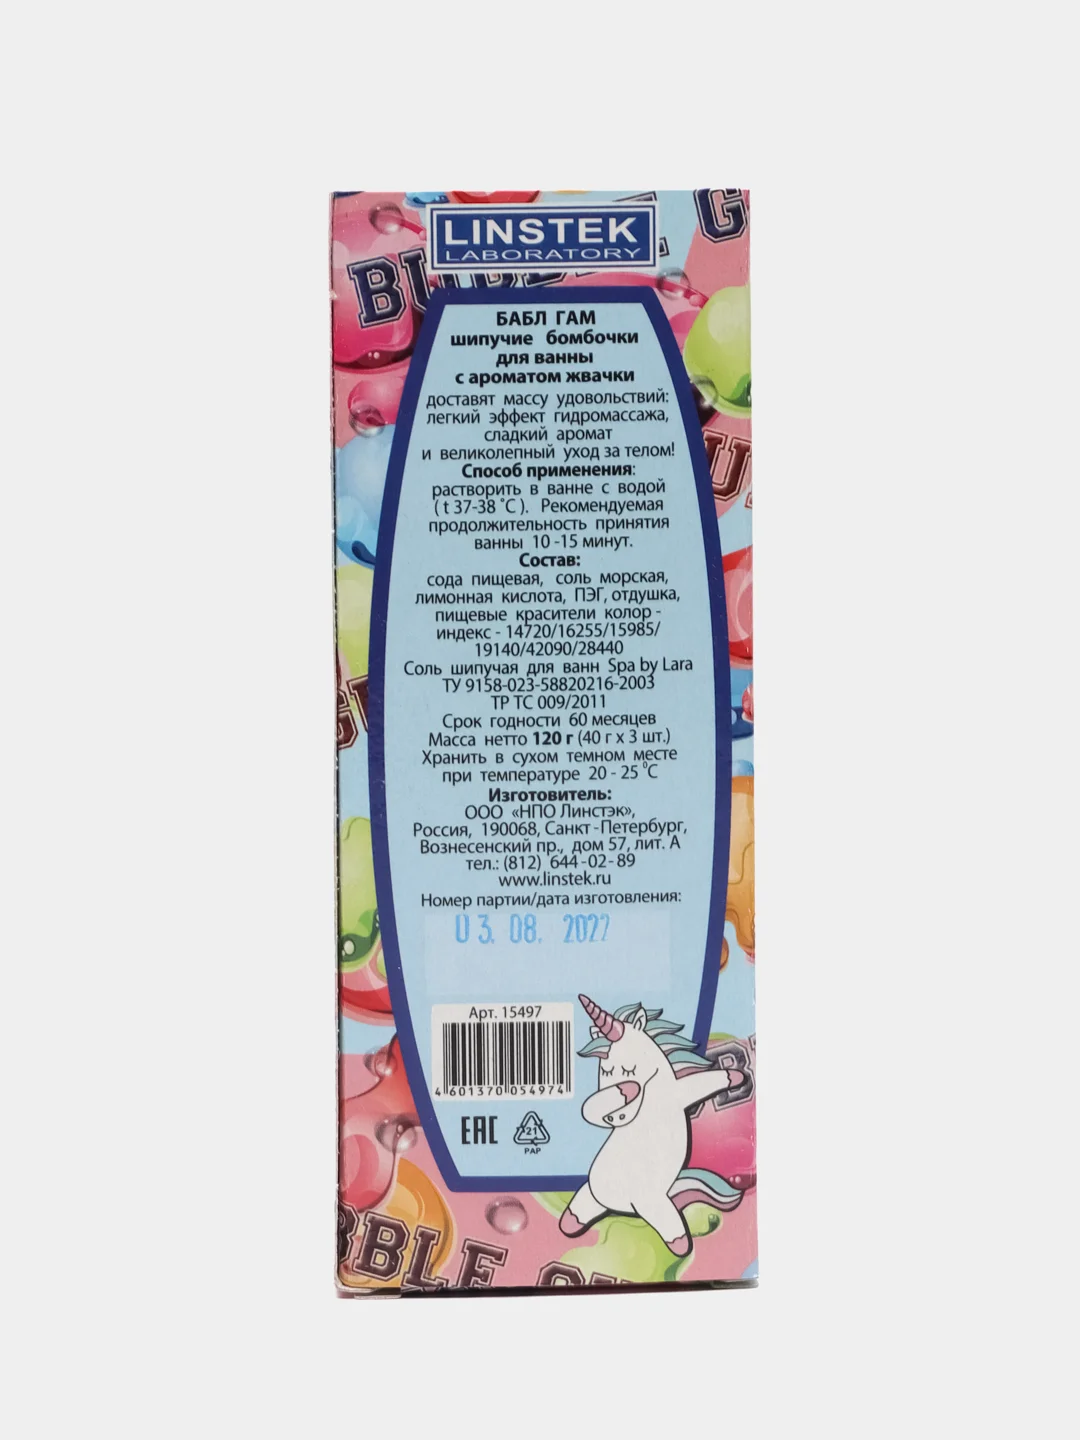 LINSTEK
LABORATORY
BUBBLE G
БАБЛ ГАМ
шипучие бомбочки
для ванны
с ароматом жвачки
доставят массу удовольствий:
легкий эффект гидромассажа,
сладкий аромат
и великолепный уход за телом!
Способ применения:
растворить в ванне с водой
( t 37-38 ˚C ). Рекомендуемая
продолжительность принятия
ванны 10 -15 минут.
Состав:
сода пищевая, соль морская,
лимонная кислота, ПЭГ, отдушка,
пищевые красители колор -
индекс - 14720/16255/15985/
19140/42090/28440
Соль шипучая для ванн Spa by Lara
ТУ 9158-023-58820216-2003
ТР ТС 009/2011
Срок годности 60 месяцев
Масса нетто 120 г (40 г х 3 шт.)
Хранить в сухом темном месте
при температуре 20 - 25 ⁰C
Изготовитель:
ООО «НПО Линстэк»,
Россия, 190068, Санкт -Петербург,
Вознесенский пр., дом 57, лит. А
тел.: (812) 644-02-89
www.linstek.ru
Номер партии/дата изготовления:
03. 08. 2022
Арт. 15497
4 601370 054974
EAC
21
PAP
BBLE